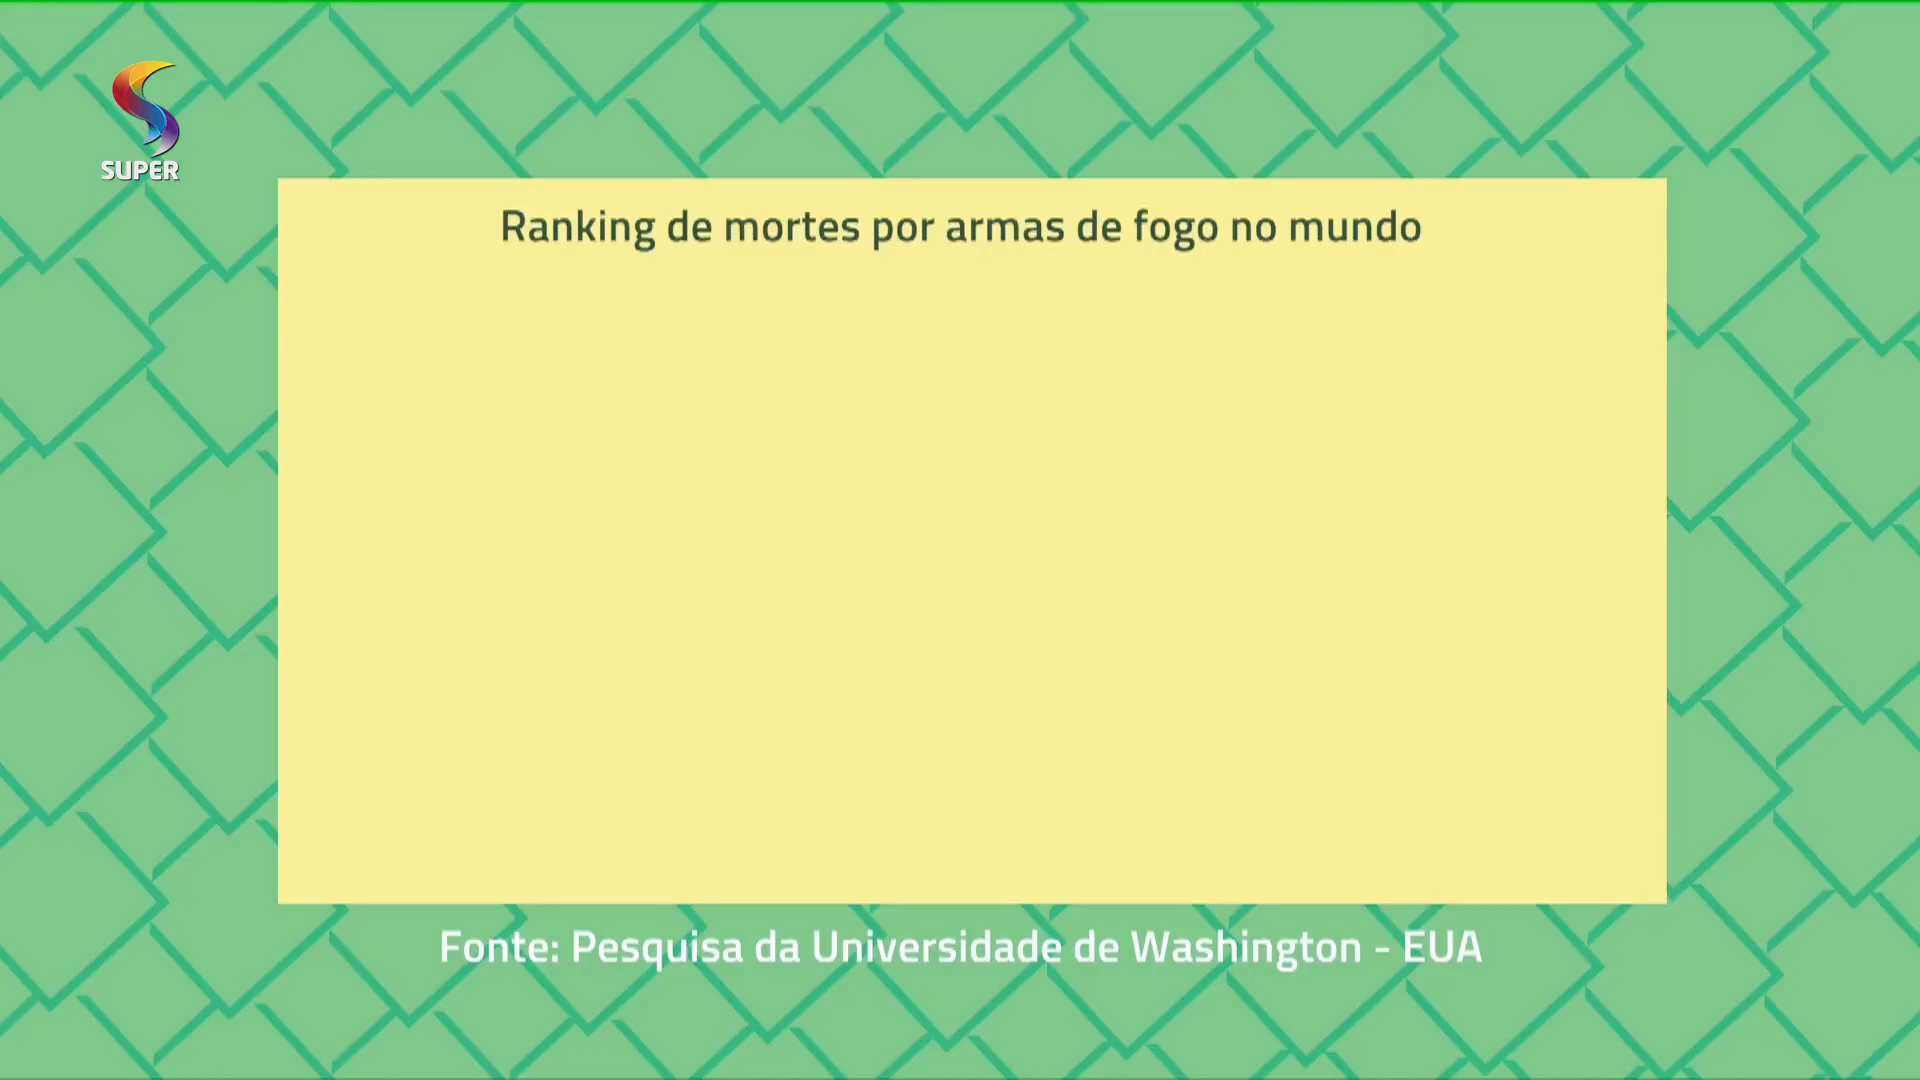 SUPER
Ranking de mortes por armas de fogo no mundo
Fonte: Pesquisa da Universidade de Washington - EUA